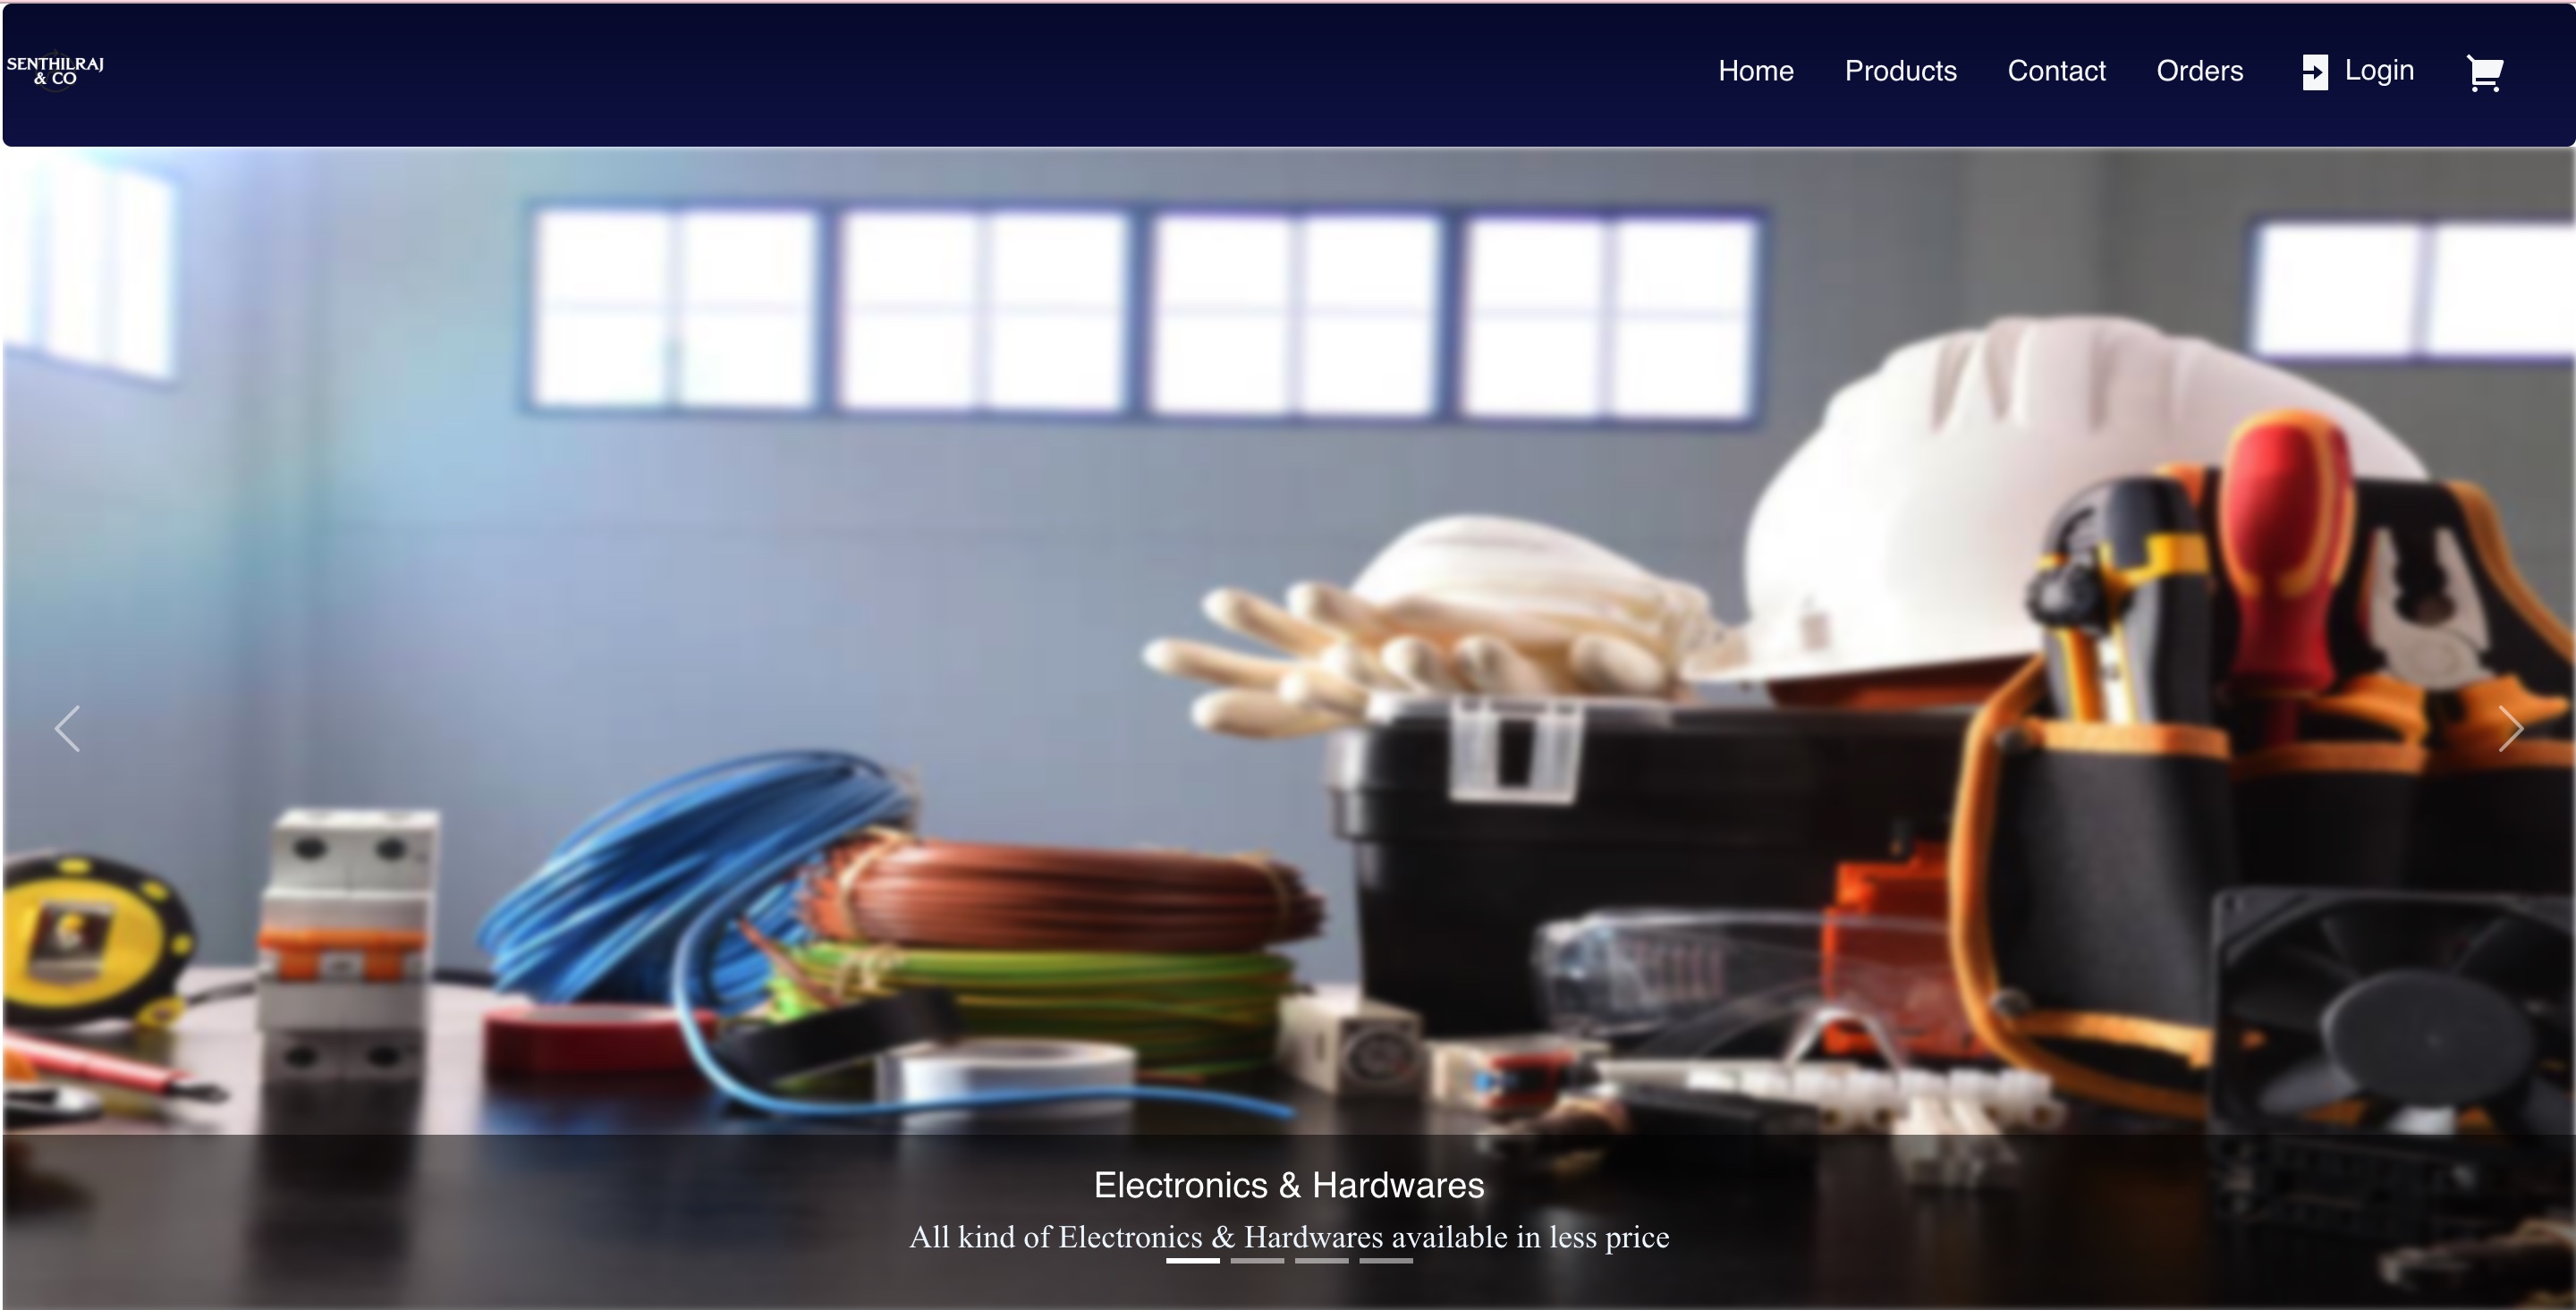 SENTHILRAJ
& CO
Home Products Contact Orders Login
Electronics & Hardwares
All kind of Electronics & Hardwares available in less price